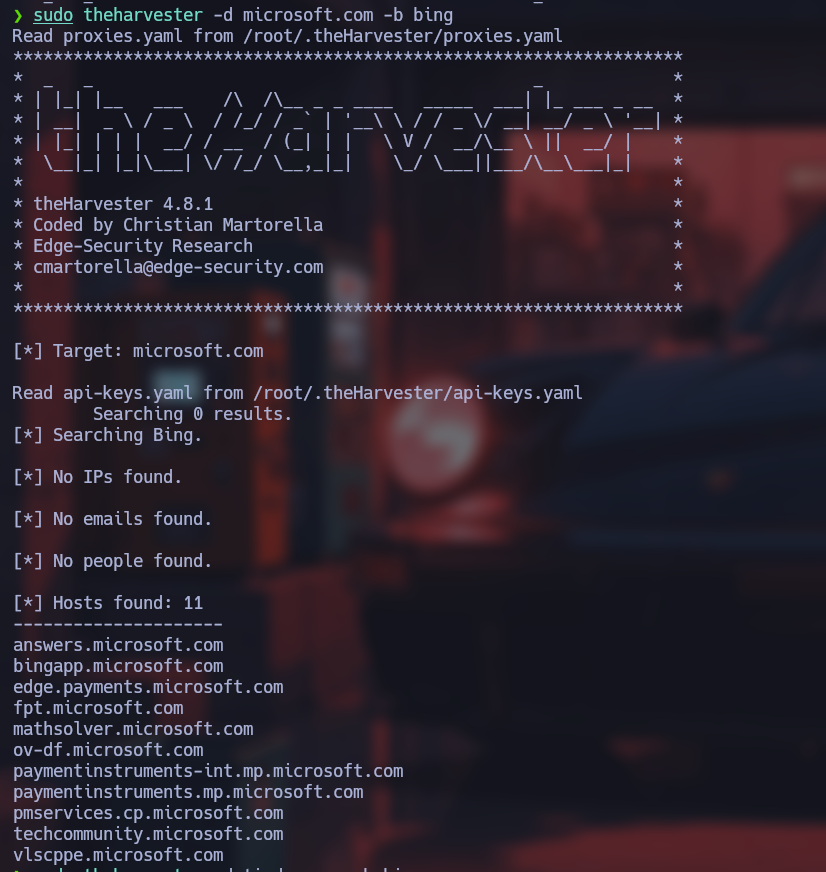 ❯ sudo theharvester -d microsoft.com -b bing
Read proxies.yaml from /root/.theHarvester/proxies.yaml
*******************************************************************
*  _   _                                            _             *
* | |_| |__   ___    /\  /\__ _ _ ____   _____  ___| |_ ___ _ __  *
* | __|  _ \ / _ \  / /_/ / _` | '__\ \ / / _ \/ __| __/ _ \ '__| *
* | |_| | | |  __/ / __  / (_| | |   \ V /  __/\__ \ ||  __/ |    *
*  \__|_| |_|\___| \/ /_/ \__,_|_|    \_/ \___||___/\__\___|_|    *
*                                                                 *
* theHarvester 4.8.1                                              *
* Coded by Christian Martorella                                   *
* Edge-Security Research                                          *
* cmartorella@edge-security.com                                   *
*                                                                 *
*******************************************************************
[*] Target: microsoft.com
Read api-keys.yaml from /root/.theHarvester/api-keys.yaml
Searching 0 results.
[*] Searching Bing.
[*] No IPs found.
[*] No emails found.
[*] No people found.
[*] Hosts found: 11
---------------------
answers.microsoft.com
bingapp.microsoft.com
edge.payments.microsoft.com
fpt.microsoft.com
mathsolver.microsoft.com
ov-df.microsoft.com
paymentinstruments-int.mp.microsoft.com
paymentinstruments.mp.microsoft.com
pmservices.cp.microsoft.com
techcommunity.microsoft.com
vlscppe.microsoft.com